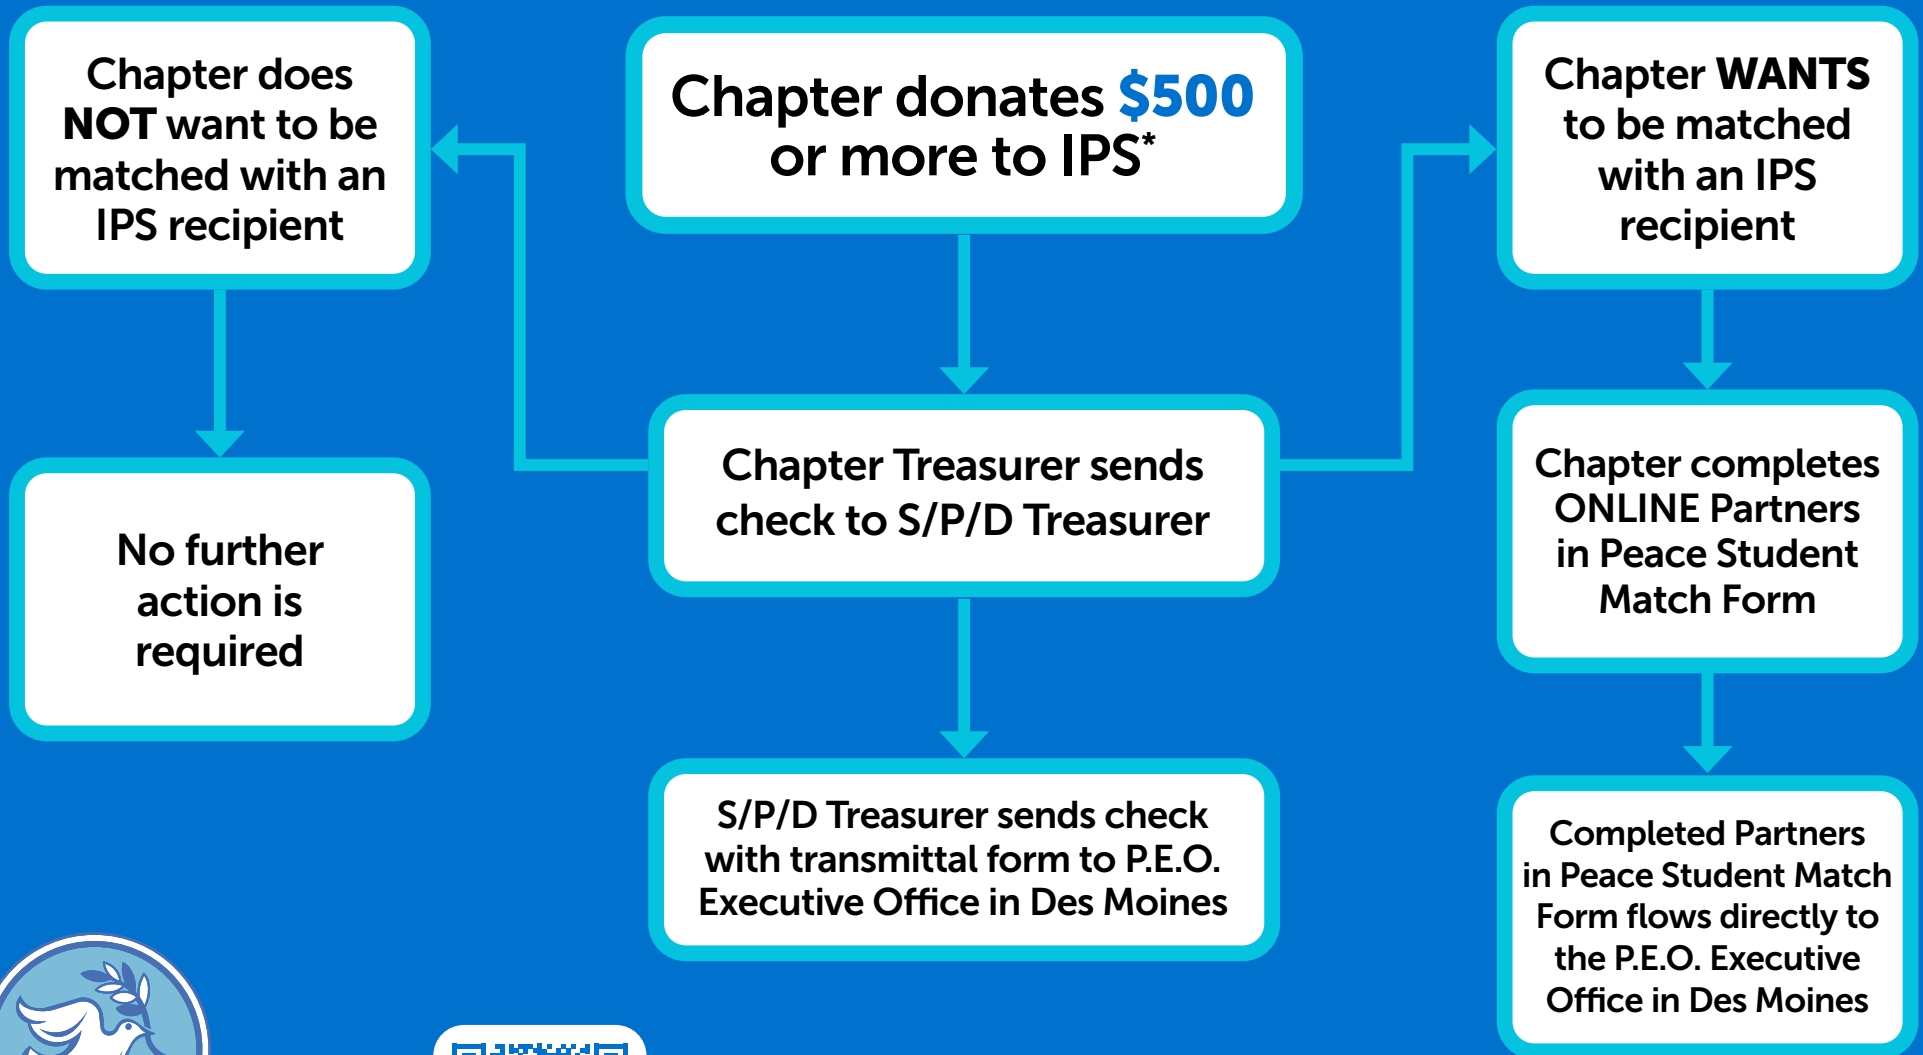 Chapter does
NOT want to be
matched with an
IPS recipient
Chapter donates $500
or more to IPS*
Chapter WANTS
to be matched
with an IPS
recipient
Chapter Treasurer sends
check to S/P/D Treasurer
Chapter completes
ONLINE Partners
in Peace Student
Match Form
No further
action is
required
S/P/D Treasurer sends check
with transmittal form to P.E.O.
Executive Office in Des Moines
Completed Partners
in Peace Student Match
Form flows directly to
the P.E.O. Executive
Office in Des Moines